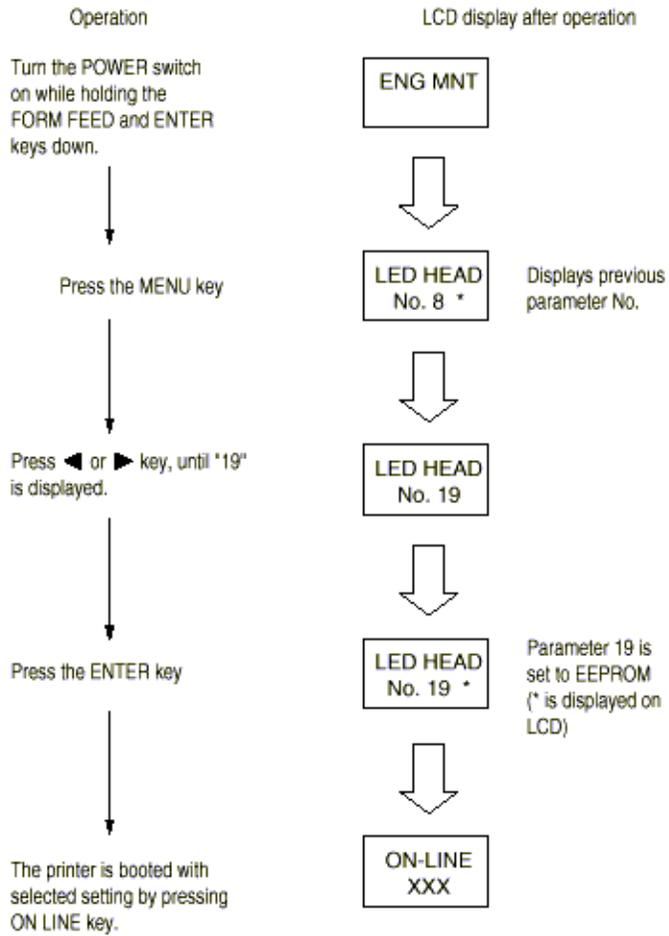 Operation
LCD display after operation
Turn the POWER switch
on while holding the
FORM FEED and ENTER
keys down.
ENG MNT
Press the MENU key
LED HEAD
No. 8 *
Displays previous
parameter No.
Press ◀ or ▶ key, until "19"
is displayed.
LED HEAD
No. 19
Press the ENTER key
LED HEAD
No. 19 *
Parameter 19 is
set to EEPROM
(* is displayed on
LCD)
The printer is booted with
selected setting by pressing
ON LINE key.
ON-LINE
XXX